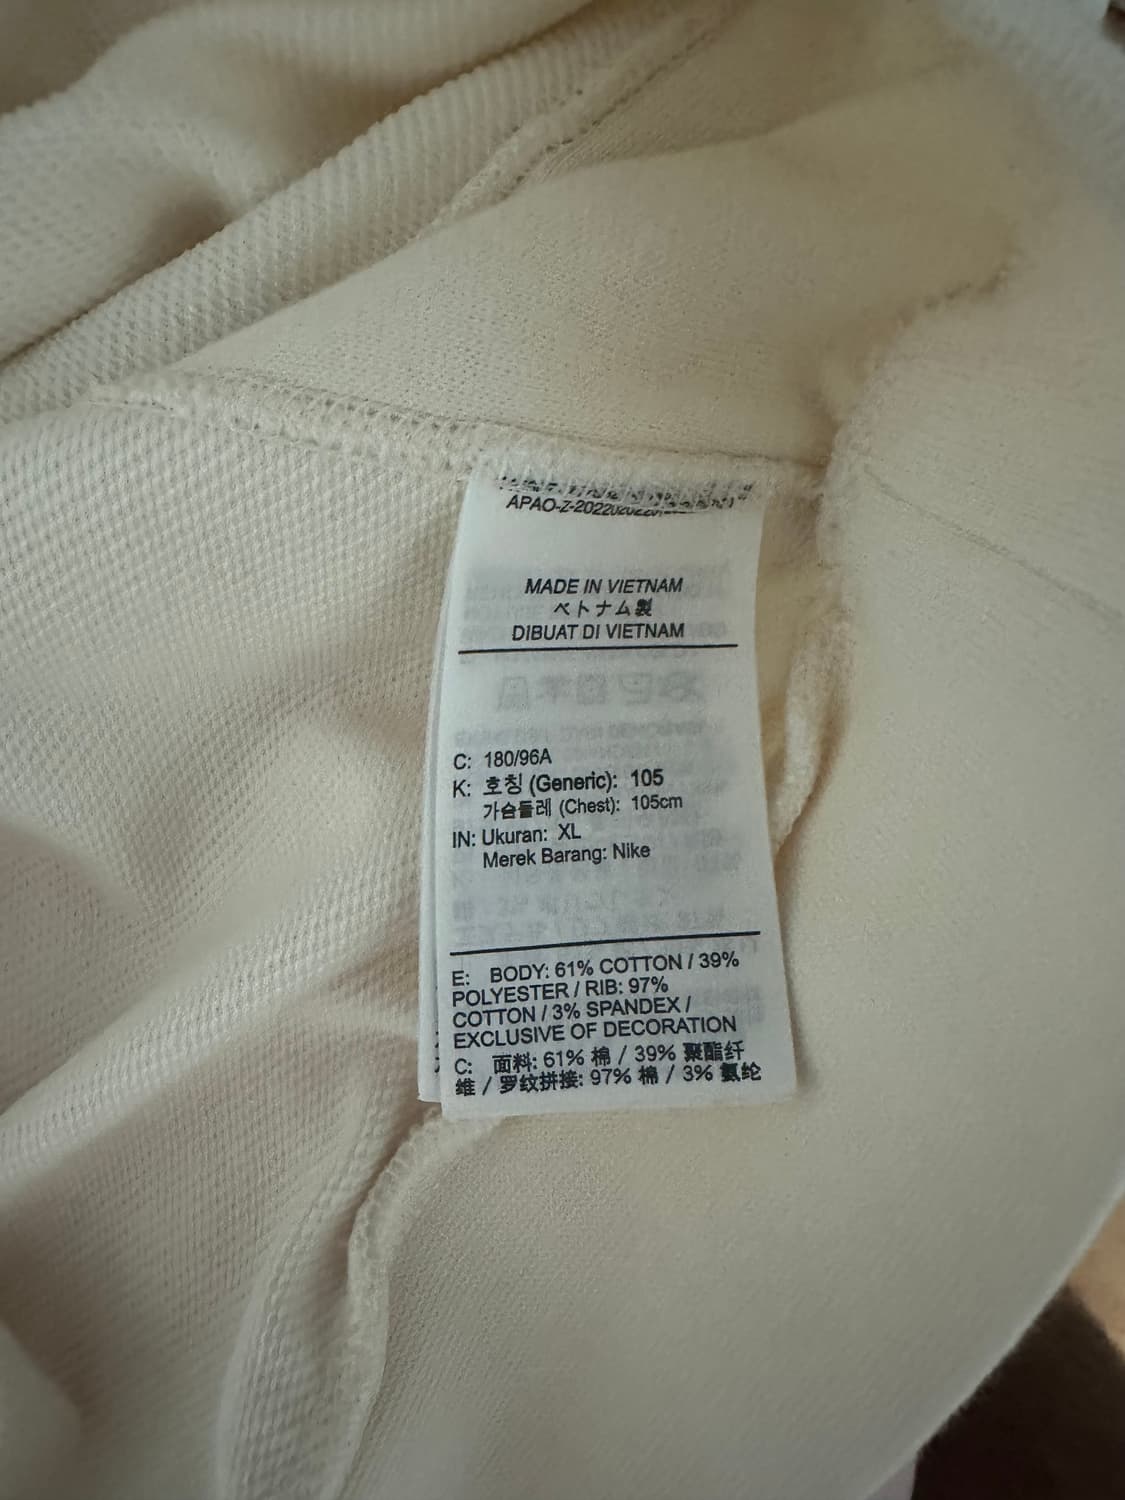 APAO-Z-2022020220
MADE IN VIETNAM
ベトナム製
DIBUAT DI VIETNAM
C: 180/96A
K: 호칭 (Generic): 105
가슴둘레 (Chest): 105cm
IN: Ukuran: XL
Merek Barang: Nike
E: BODY: 61% COTTON / 39%
POLYESTER / RIB: 97%
COTTON / 3% SPANDEX /
EXCLUSIVE OF DECORATION
C: 面料: 61% 棉 / 39% 聚酯纤
维 / 罗纹拼接: 97% 棉 / 3% 氨纶